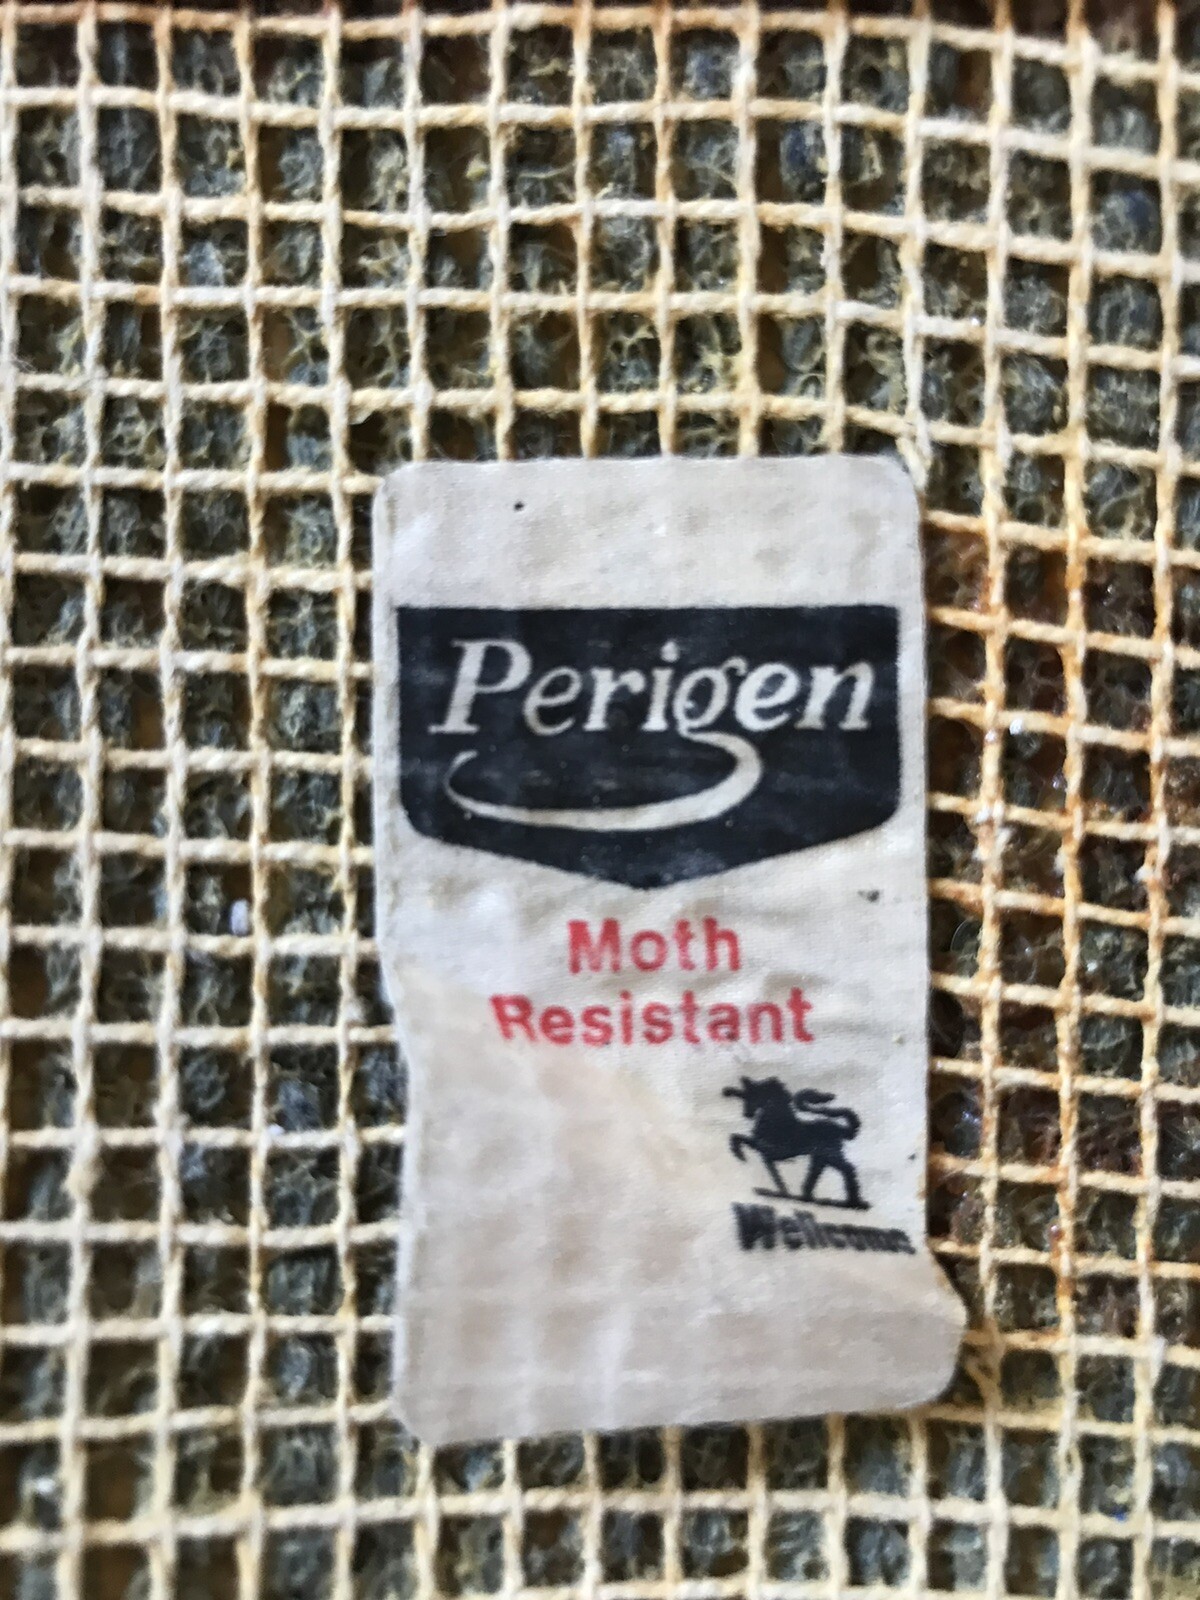 Perigen
Moth
Resistant
Wellcome